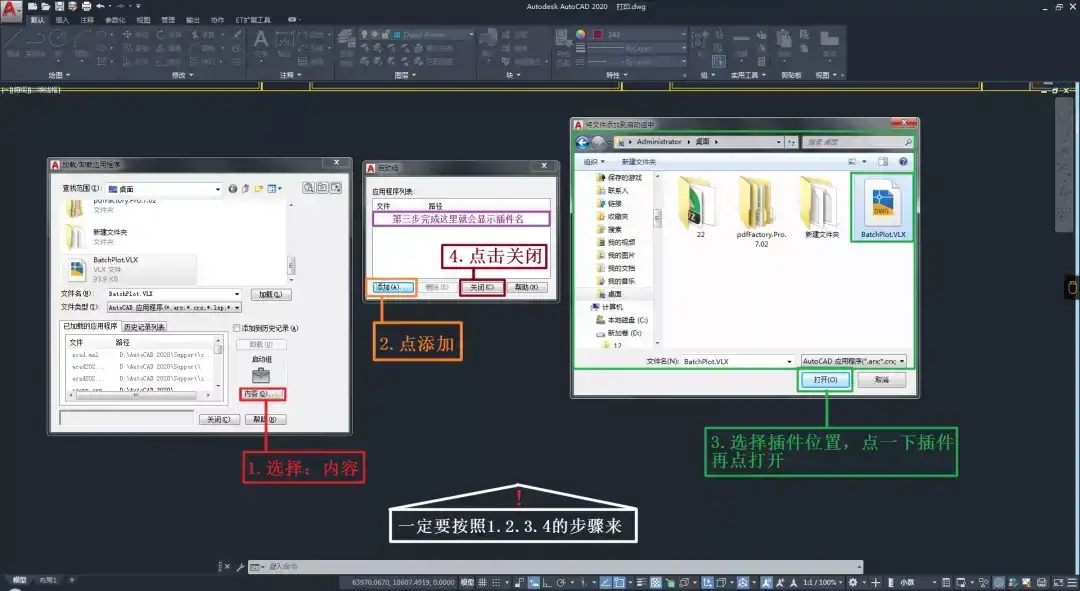 Autodesk AutoCAD 2020 打印.dwg
默认 插入 注释 参数化 视图 管理 输出 协作 ET扩展工具
242
ByLayer
ByLayer
绘图 修改 注释 图层 块 特性 组 实用工具 剪贴板 视图
加载/卸载应用程序
查找范围(I): 桌面
pdfFactory.Pro.7.02
文件夹
新建文件夹
文件夹
BatchPlot.VLX
VLX 文件
93.9 KB
文件名(N): BatchPlot.VLX 加载(L)
文件类型(T): AutoCAD 应用程序(*.arx;*.crx;*.lsp;*.
已加载的应用程序 历史记录列表 添加到历史记录(A)
文件 路径
卸载(U)
acad.mnl D:\AutoCAD 2020\Support\
启动组
acad202... D:\AutoCAD 2020\Support\
acad202... D:\AutoCAD 2020\Support\
D:\AutoCAD 2020\
内容(O)...
关闭(C) 帮助(H)
1.选择：内容
启动组
应用程序列表:
文件 路径
第三步完成这里就会显示插件名
4.点击关闭
添加(A)... 删除(R) 关闭(C) 帮助(H)
2.点添加
将文件添加到启动组中
Administrator 桌面
搜索 桌面
组织 新建文件夹
保存的游戏
联系人
链接
收藏夹
搜索
我的视频
我的图片
我的文档
我的音乐
桌面
计算机
本地磁盘 (C:)
新加卷 (D:)
12
22
pdfFactory.Pro.
7.02
新建文件夹
DWG
BatchPlot.VLX
文件名(N): BatchPlot.VLX AutoCAD 应用程序(*.arx;*.crx
打开(O) 取消
3.选择插件位置，点一下插件
再点打开
!
一定要按照1.2.3.4的步骤来
键入命令
模型 布局1 +
63970.0670, 10607.4919, 0.0000 模型 1:1 / 100% 小数